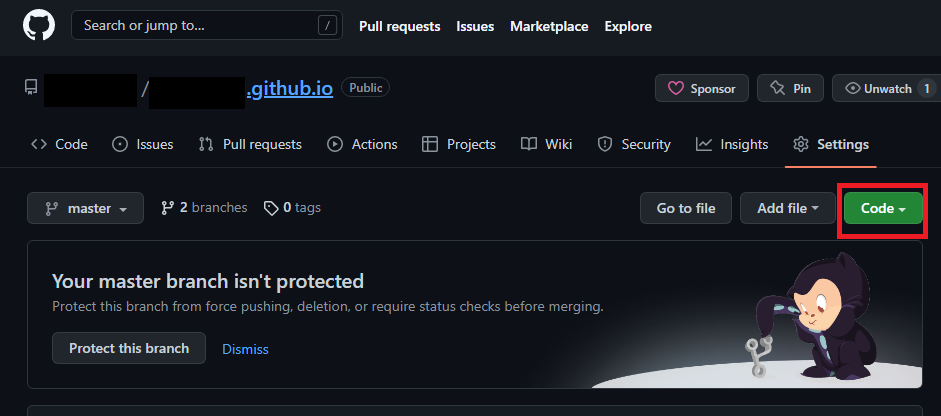 Search or jump to... / Pull requests Issues Marketplace Explore
/ .github.io Public Sponsor Pin Unwatch 1
Code Issues Pull requests Actions Projects Wiki Security Insights Settings
master 2 branches 0 tags Go to file Add file Code
Your master branch isn't protected
Protect this branch from force pushing, deletion, or require status checks before merging.
Protect this branch Dismiss